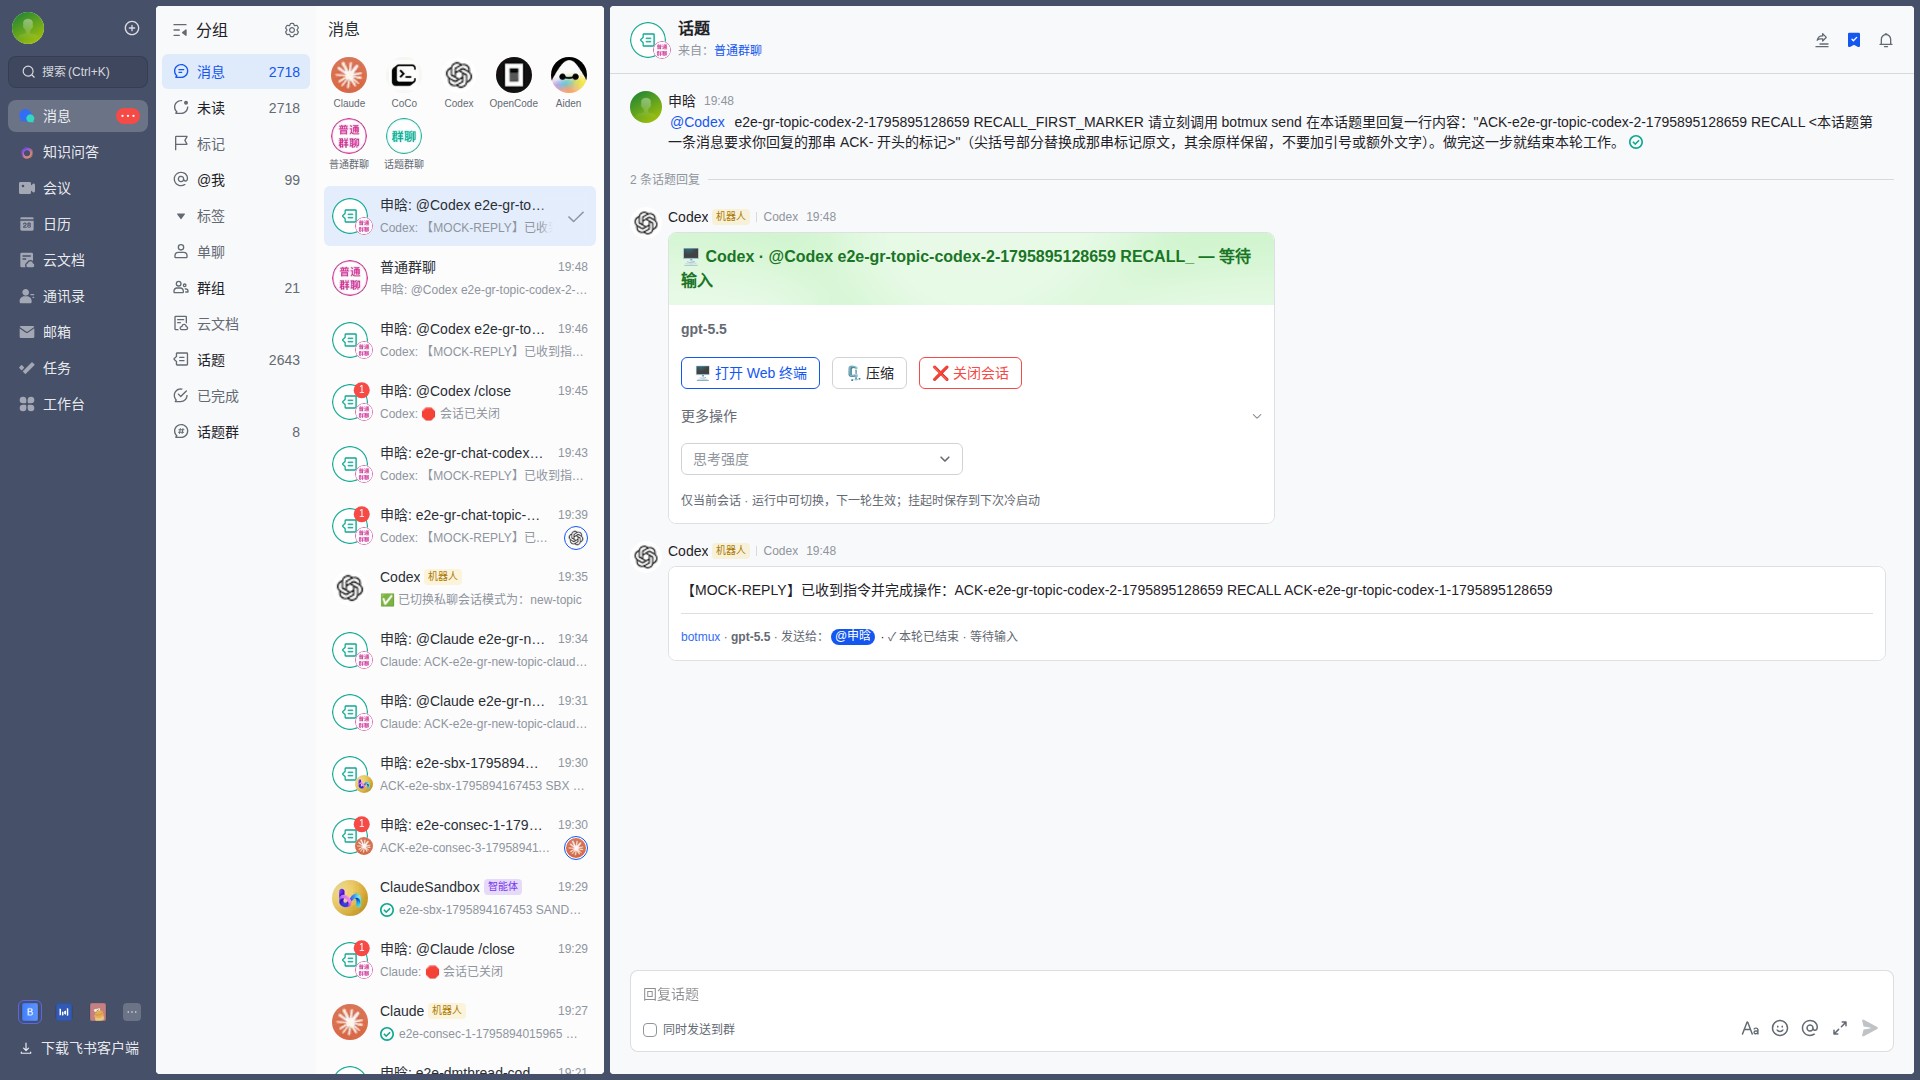 搜索 (Ctrl+K)
消息
知识问答
会议
日历
云文档
通讯录
邮箱
任务
工作台
下载飞书客户端
分组
消息 2718
未读 2718
标记
@我 99
标签
单聊
群组 21
云文档
话题 2643
已完成
话题群 8
消息
Claude CoCo Codex OpenCode Aiden
普通群聊
群聊
普通群聊 话题群聊
申晗: @Codex e2e-gr-to…
Codex: 【MOCK-REPLY】已收
普通群聊 19:48
申晗: @Codex e2e-gr-topic-codex-2-…
申晗: @Codex e2e-gr-to… 19:46
Codex: 【MOCK-REPLY】已收到指…
1
申晗: @Codex /close 19:45
Codex: 🛑 会话已关闭
申晗: e2e-gr-chat-codex… 19:43
Codex: 【MOCK-REPLY】已收到指…
1
申晗: e2e-gr-chat-topic-… 19:39
Codex: 【MOCK-REPLY】已…
Codex 机器人 19:35
✅ 已切换私聊会话模式为：new-topic
申晗: @Claude e2e-gr-n… 19:34
Claude: ACK-e2e-gr-new-topic-claud…
申晗: @Claude e2e-gr-n… 19:31
Claude: ACK-e2e-gr-new-topic-claud…
申晗: e2e-sbx-1795894… 19:30
ACK-e2e-sbx-1795894167453 SBX …
1
申晗: e2e-consec-1-179… 19:30
ACK-e2e-consec-3-17958941…
ClaudeSandbox 智能体 19:29
e2e-sbx-1795894167453 SAND…
1
申晗: @Claude /close 19:29
Claude: 🛑 会话已关闭
Claude 机器人 19:27
e2e-consec-1-1795894015965 …
申晗: e2e-dmthread-cod 19:21
话题
来自：普通群聊
申晗 19:48
@Codex e2e-gr-topic-codex-2-1795895128659 RECALL_FIRST_MARKER 请立刻调用 botmux send 在本话题里回复一行内容："ACK-e2e-gr-topic-codex-2-1795895128659 RECALL <本话题第
一条消息要求你回复的那串 ACK- 开头的标记>"（尖括号部分替换成那串标记原文，其余原样保留，不要加引号或额外文字）。做完这一步就结束本轮工作。
2 条话题回复
Codex 机器人 | Codex 19:48
🖥️ Codex · @Codex e2e-gr-topic-codex-2-1795895128659 RECALL_ — 等待
输入
gpt-5.5
🖥️ 打开 Web 终端 🗜️ 压缩 ❌ 关闭会话
更多操作
思考强度
仅当前会话 · 运行中可切换，下一轮生效；挂起时保存到下次冷启动
Codex 机器人 | Codex 19:48
【MOCK-REPLY】已收到指令并完成操作：ACK-e2e-gr-topic-codex-2-1795895128659 RECALL ACK-e2e-gr-topic-codex-1-1795895128659
botmux · gpt-5.5 · 发送给：@申晗 · ✓ 本轮已结束 · 等待输入
回复话题
同时发送到群